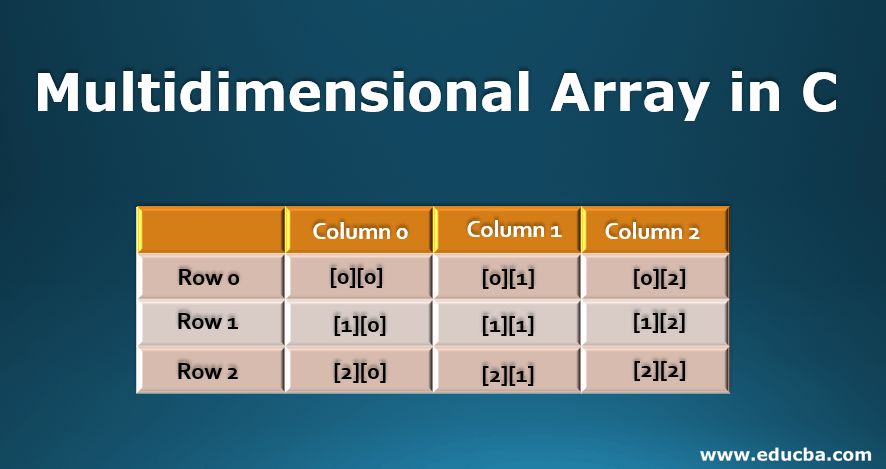 Multidimensional Array in C
Column 0 Column 1 Column 2
Row 0 [0][0] [0][1] [0][2]
Row 1 [1][0] [1][1] [1][2]
Row 2 [2][0] [2][1] [2][2]
www.educba.com